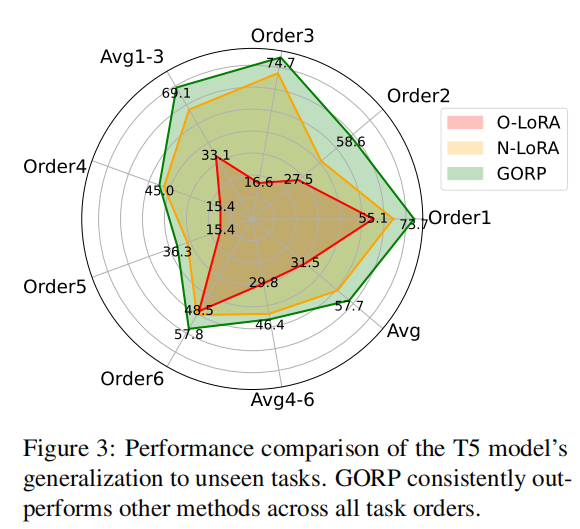 Order3
Avg1-3
74.7
69.1
Order2
58.6
O-LoRA
N-LoRA
GORP
33.1
Order4
45.0
16.6
27.5
15.4
55.1
73.7
Order1
15.4
36.3
31.5
Order5
29.8
48.5
57.7
46.4
57.8
Avg
Order6
Avg4-6
Figure 3: Performance comparison of the T5 model’s
generalization to unseen tasks. GORP consistently out-
performs other methods across all task orders.